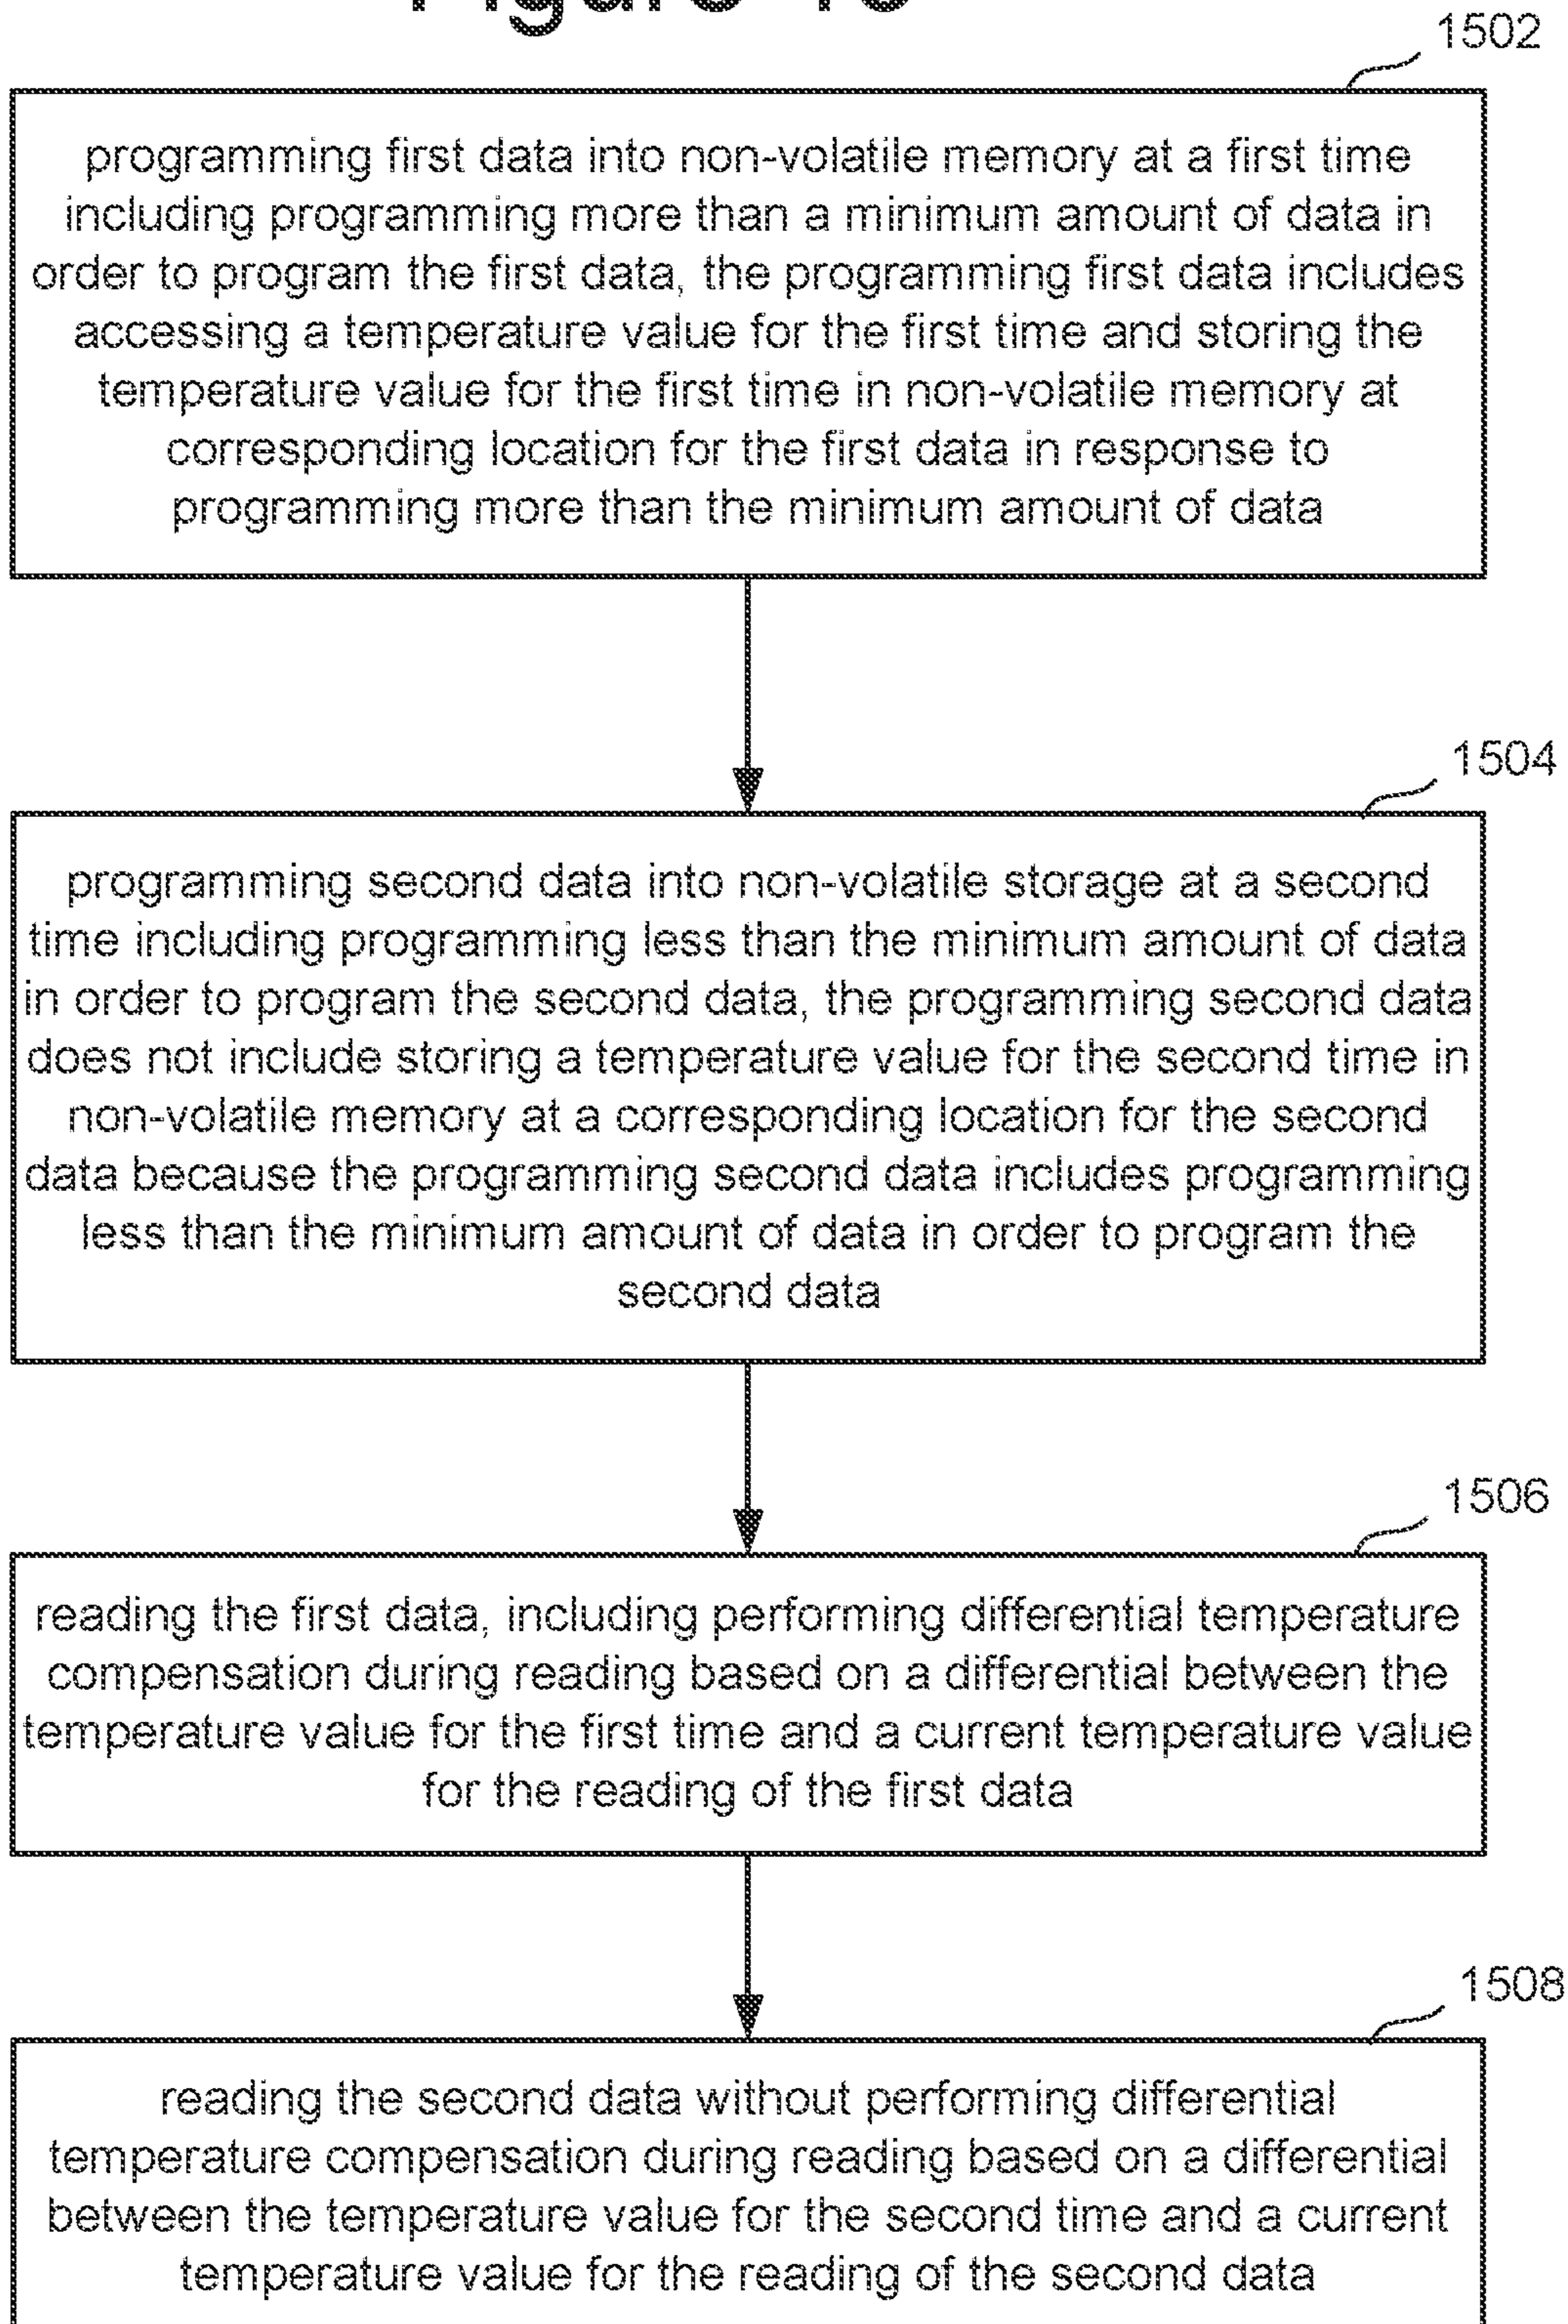 1502
programming first data into non-volatile memory at a first time
including programming more than a minimum amount of data in
order to program the first data, the programming first data includes
accessing a temperature value for the first time and storing the
temperature value for the first time in non-volatile memory at
corresponding location for the first data in response to
programming more than the minimum amount of data
1504
programming second data into non-volatile storage at a second
time including programming less than the minimum amount of data
in order to program the second data, the programming second data
does not include storing a temperature value for the second time in
non-volatile memory at a corresponding location for the second
data because the programming second data includes programming
less than the minimum amount of data in order to program the
second data
1506
reading the first data, including performing differential temperature
compensation during reading based on a differential between the
temperature value for the first time and a current temperature value
for the reading of the first data
1508
reading the second data without performing differential
temperature compensation during reading based on a differential
between the temperature value for the second time and a current
temperature value for the reading of the second data